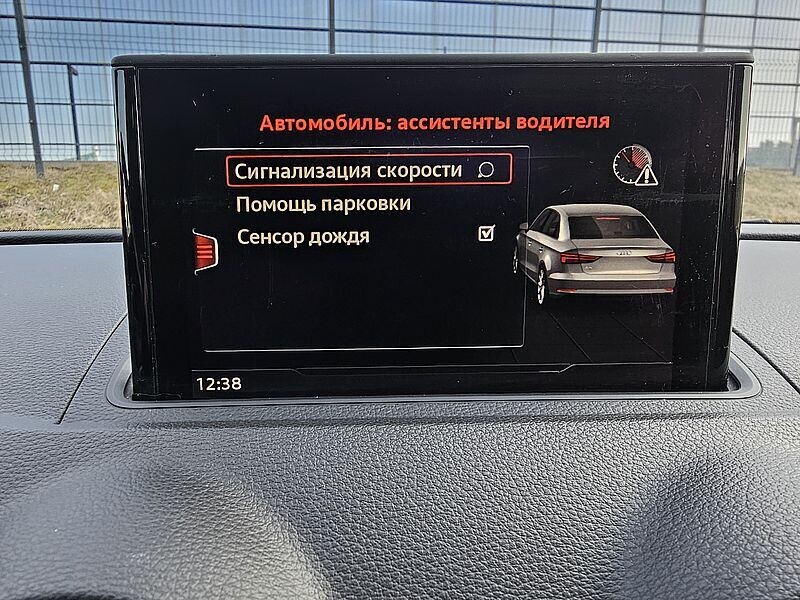 Автомобиль: ассистенты водителя
Сигнализация скорости
Помощь парковки
Сенсор дождя
12:38